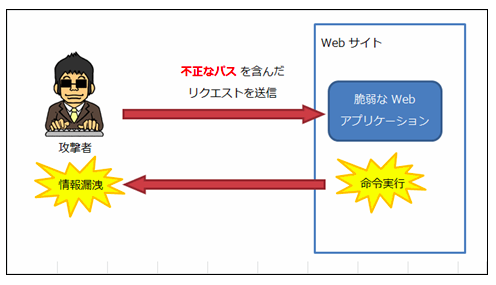 Web サイト
不正なパス を含んだ
リクエストを送信
脆弱な Web
アプリケーション
攻撃者
情報漏洩
命令実行